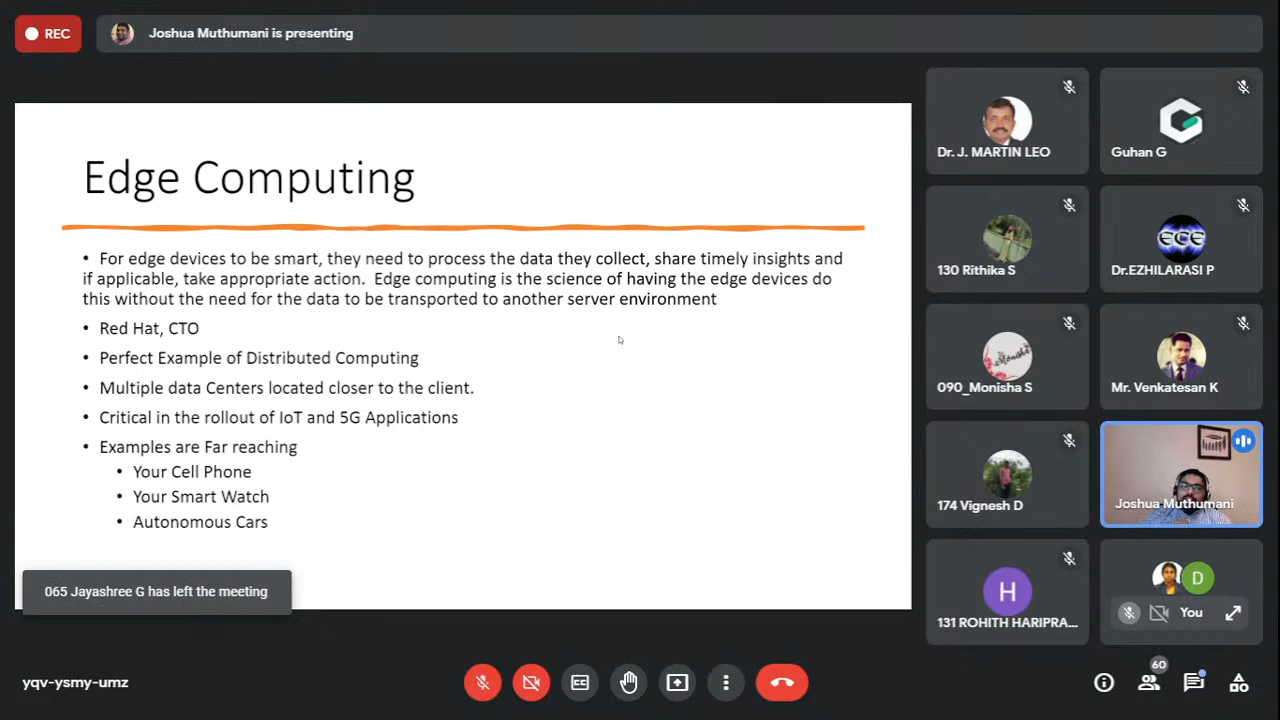 REC
Joshua Muthumani is presenting
Edge Computing
• For edge devices to be smart, they need to process the data they collect, share timely insights and
if applicable, take appropriate action. Edge computing is the science of having the edge devices do
this without the need for the data to be transported to another server environment
• Red Hat, CTO
• Perfect Example of Distributed Computing
• Multiple data Centers located closer to the client.
• Critical in the rollout of IoT and 5G Applications
• Examples are Far reaching
• Your Cell Phone
• Your Smart Watch
• Autonomous Cars
065 Jayashree G has left the meeting
Dr. J. MARTIN LEO
Guhan G
130 Rithika S
ECE
Dr.EZHILARASI P
Monisha
090_Monisha S
Mr. Venkatesan K
174 Vignesh D
Joshua Muthumani
H
131 ROHITH HARIPRA...
D
You
yqv-ysmy-umz
CC
60